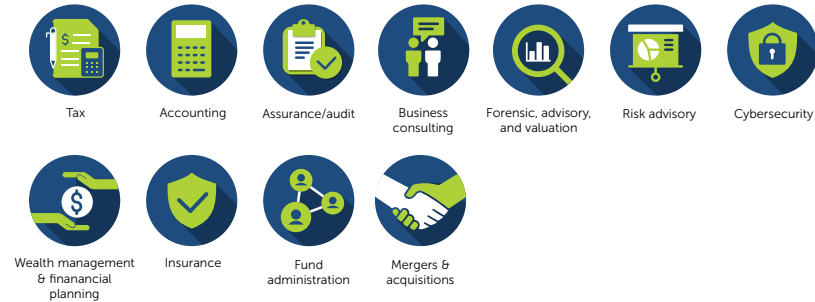 $
Tax
Accounting
Assurance/audit
Business
consulting
Forensic, advisory,
and valuation
Risk advisory
Cybersecurity
$
Wealth management
& finanancial
planning
Insurance
Fund
administration
Mergers &
acquisitions